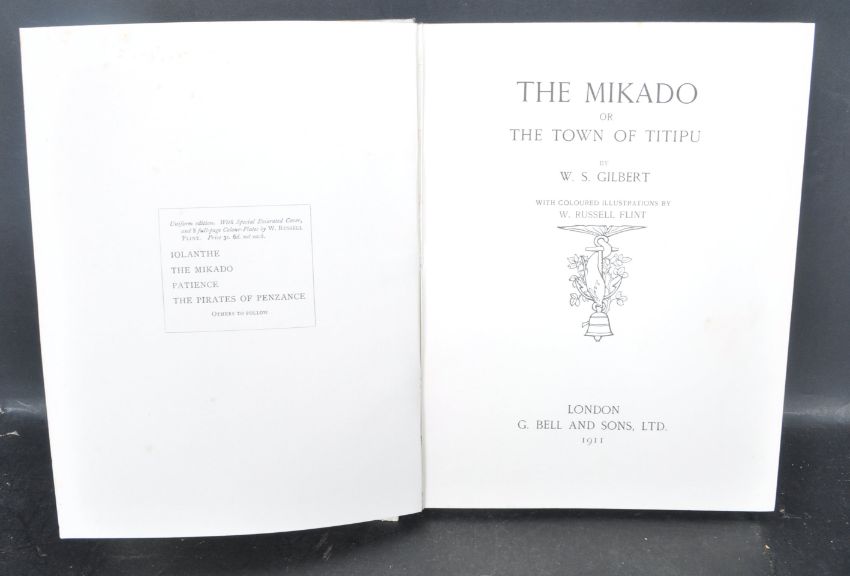 Uniform edition. With Special Decorated Cover,
and 8 full-page Colour-Plates by W. RUSSELL
FLINT. Price 3s. 6d. net each.
IOLANTHE
THE MIKADO
PATIENCE
THE PIRATES OF PENZANCE
OTHERS TO FOLLOW
THE MIKADO
OR
THE TOWN OF TITIPU
BY
W. S. GILBERT
WITH COLOURED ILLUSTRATIONS BY
W. RUSSELL FLINT
LONDON
G. BELL AND SONS, LTD.
1911